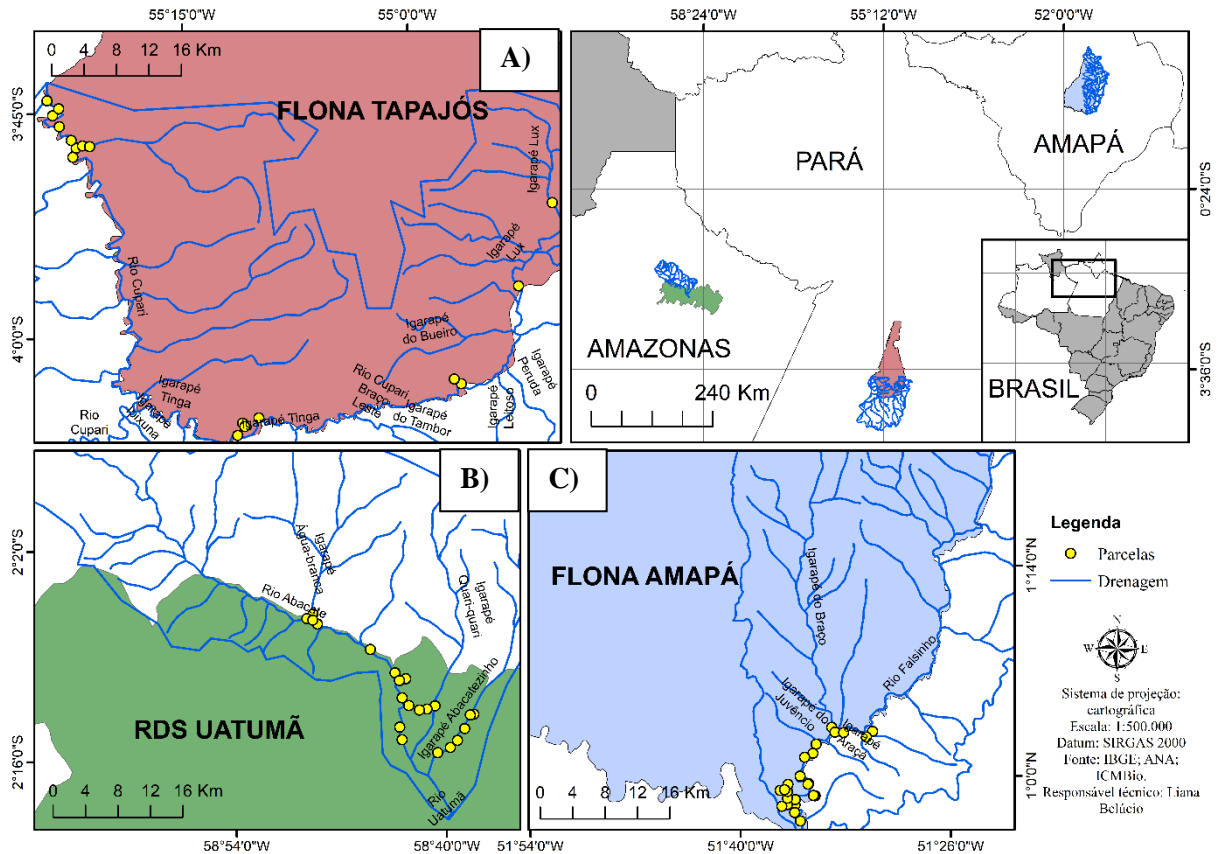 55°15'0"W
55°0'0"W
58°24'0"W
55°12'0"W
52°0'0"W
0 4 8 12 16 Km
A)
FLONA TAPAJÓS
3°45'0"S
4°0'0"S
Igarapé Lux
Igarapé Lux
Rio Cupari
Igarapé do Bueiro
Igarapé Peruda
Igarapé Leitoso
Rio Cupari Braço Leste
Igarapé do Tambor
Igarapé Tinga
Igarapé Tinga
Rio Cupari
PARÁ
AMAPÁ
AMAZONAS
0 240 Km
BRASIL
0°24'0"S
3°36'0"S
B)
2°2'0"S
2°16'0"S
Igarapé Água-branca
Igarapé Quari-quari
Rio Abacate
Igarapé Abacatezinho
RDS UATUMÃ
Rio Uatumã
0 4 8 12 16 Km
58°54'0"W
58°40'0"W
C)
FLONA AMAPÁ
Igarapé do Braço
Rio Falsinho
Igarapé do Juvêncio
Igarapé Araçá
0 4 8 12 16 Km
51°54'0"W
51°40'0"W
51°26'0"W
1°14'0"N
1°0'0"N
Legenda
Parcelas
Drenagem
N
W E
S
Sistema de projeção:
cartográfica
Escala: 1:500.000
Datum: SIRGAS 2000
Fonte: IBGE; ANA;
ICMBio.
Responsável técnico: Liana
Belúcio